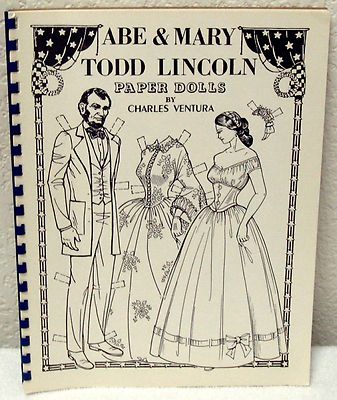 ABE & MARY
TODD LINCOLN
PAPER DOLLS
BY
CHARLES VENTURA